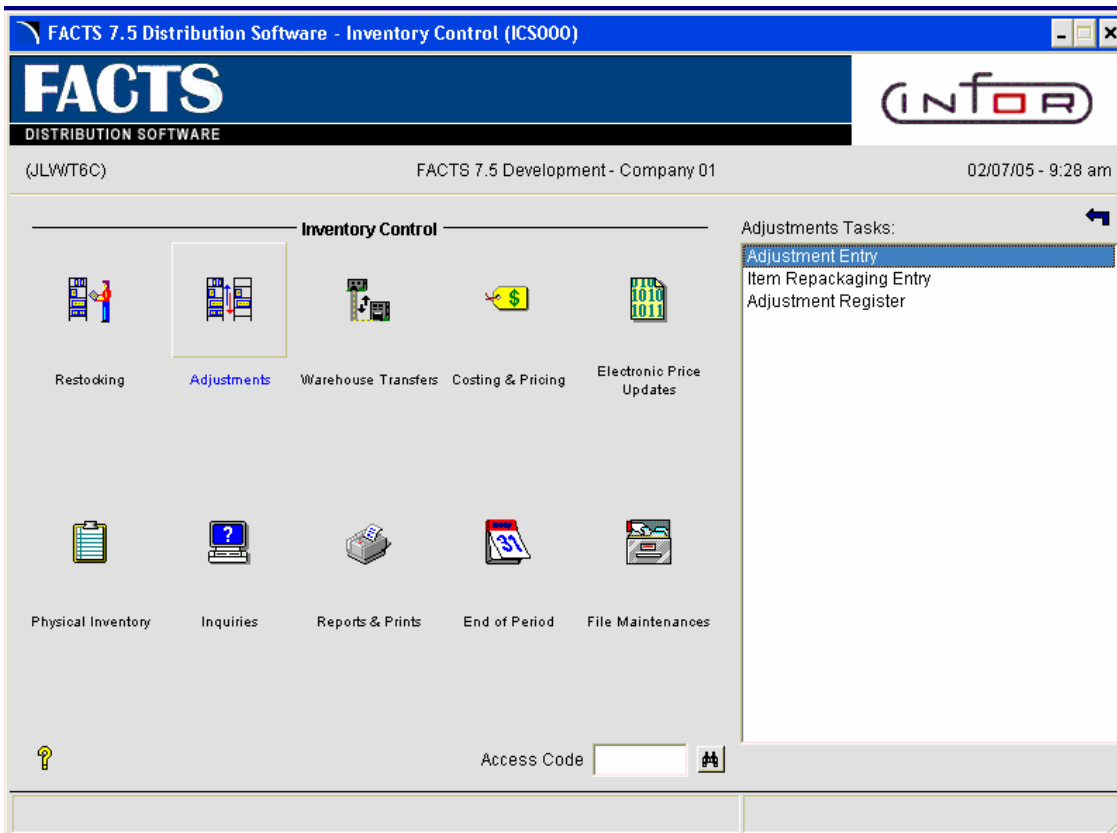 FACTS 7.5 Distribution Software - Inventory Control (ICS000)
FACTS
DISTRIBUTION SOFTWARE
INFOR
(JLW/T6C)
FACTS 7.5 Development - Company 01
02/07/05 - 9:28 am
Inventory Control
Adjustments Tasks:
Adjustment Entry
Item Repackaging Entry
Adjustment Register
Restocking
Adjustments
Warehouse Transfers
Costing & Pricing
Electronic Price
Updates
Physical Inventory
Inquiries
Reports & Prints
End of Period
File Maintenances
Access Code